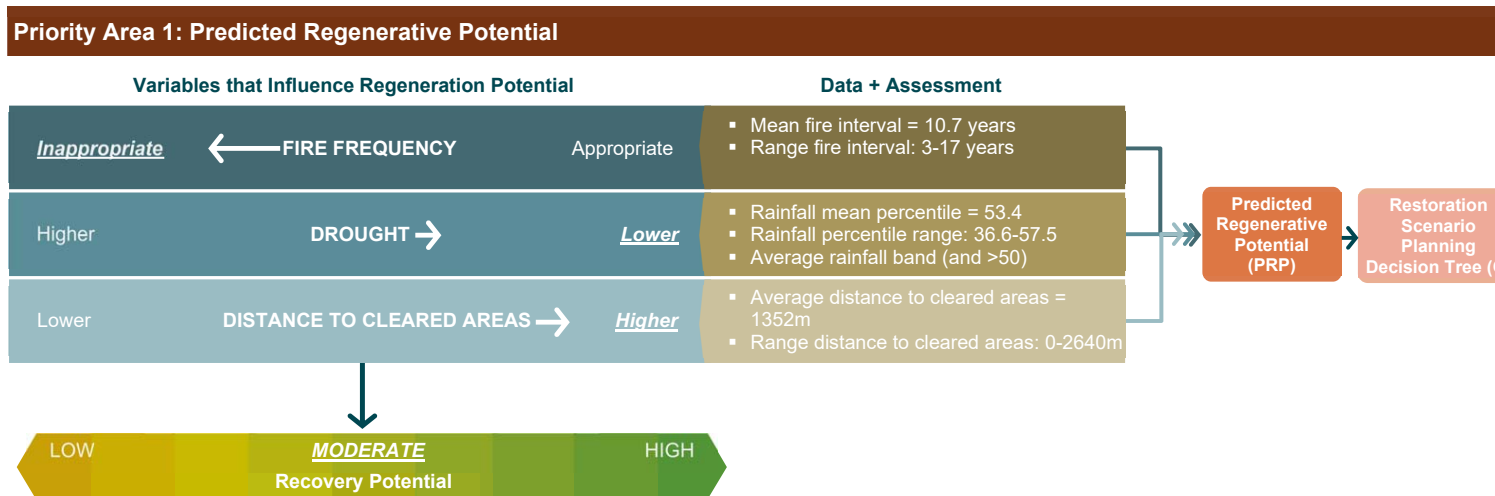 Priority Area 1: Predicted Regenerative Potential
Variables that Influence Regeneration Potential
Data + Assessment
Inappropriate
FIRE FREQUENCY
Appropriate
▪ Mean fire interval = 10.7 years
▪ Range fire interval: 3-17 years
Higher
DROUGHT
Lower
▪ Rainfall mean percentile = 53.4
▪ Rainfall percentile range: 36.6-57.5
▪ Average rainfall band (and >50)
Lower
DISTANCE TO CLEARED AREAS
Higher
▪ Average distance to cleared areas =
1352m
▪ Range distance to cleared areas: 0-2640m
Predicted
Regenerative
Potential
(PRP)
Restoration
Scenario
Planning
Decision Tree
LOW
MODERATE
HIGH
Recovery Potential